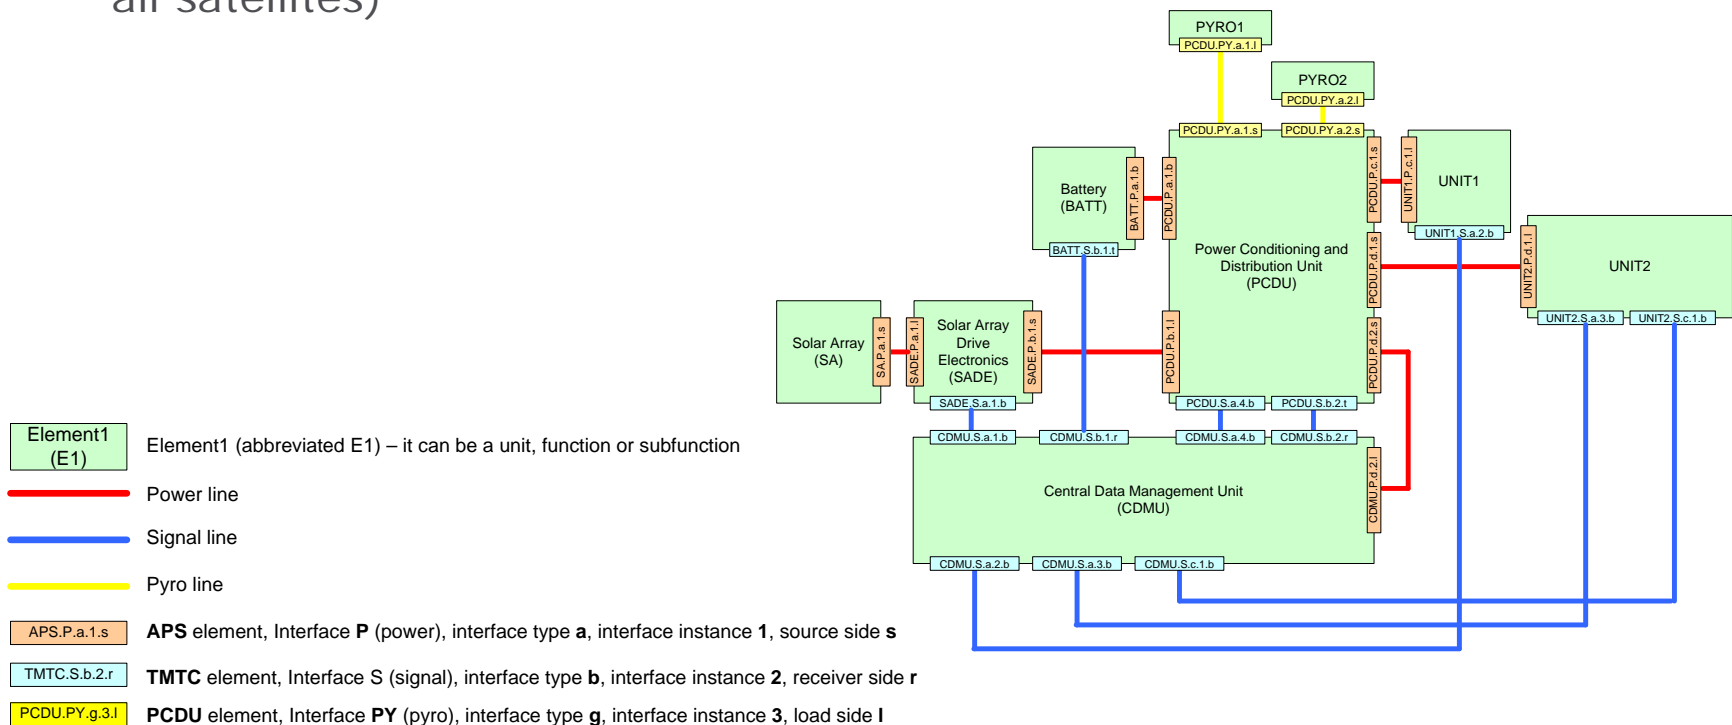 all satellites)
PYRO1
PCDU.PY.a.1.l
PYRO2
PCDU.PY.a.2.l
PCDU.PY.a.1.s
PCDU.PY.a.2.s
Battery
(BATT)
BATT.P.a.1.b
PCDU.P.a.1.b
BATT.S.b.1.t
Power Conditioning and
Distribution Unit
(PCDU)
PCDU.P.c.1.s
UNIT1.P.c.1.l
UNIT1
UNIT1.S.a.2.b
PCDU.P.d.1.s
UNIT2.P.d.1.l
UNIT2
UNIT2.S.a.3.b
UNIT2.S.c.1.b
Solar Array
(SA)
SA.P.a.1.s
SADE.P.a.1.l
Solar Array
Drive
Electronics
(SADE)
SADE.P.b.1.s
PCDU.P.b.1.l
PCDU.P.d.2.s
SADE.S.a.1.b
PCDU.S.a.4.b
PCDU.S.b.2.t
CDMU.S.a.1.b
CDMU.S.b.1.r
CDMU.S.a.4.b
CDMU.S.b.2.r
Central Data Management Unit
(CDMU)
CDMU.P.d.2.l
CDMU.S.a.2.b
CDMU.S.a.3.b
CDMU.S.c.1.b
Element1
(E1)
Element1 (abbreviated E1) – it can be a unit, function or subfunction
Power line
Signal line
Pyro line
APS.P.a.1.s
APS element, Interface P (power), interface type a, interface instance 1, source side s
TMTC.S.b.2.r
TMTC element, Interface S (signal), interface type b, interface instance 2, receiver side r
PCDU.PY.g.3.l
PCDU element, Interface PY (pyro), interface type g, interface instance 3, load side l